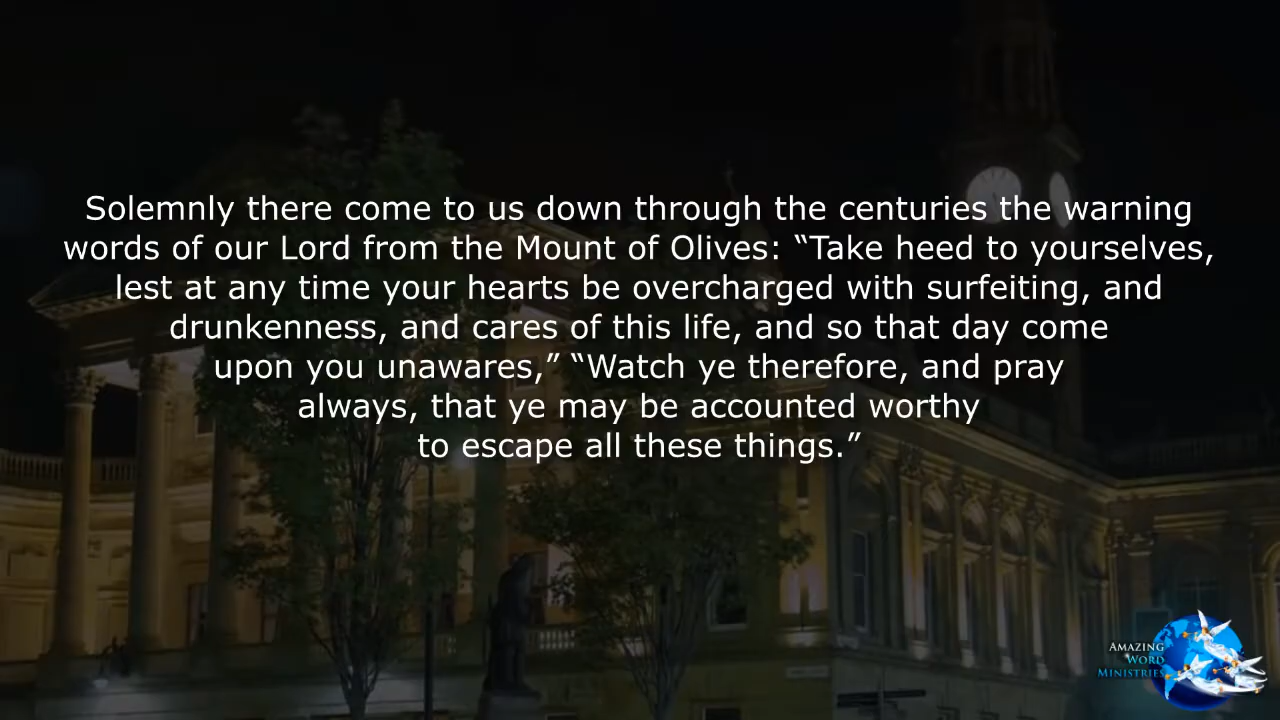 Solemnly there come to us down through the centuries the warning
words of our Lord from the Mount of Olives: “Take heed to yourselves,
lest at any time your hearts be overcharged with surfeiting, and
drunkenness, and cares of this life, and so that day come
upon you unawares,” “Watch ye therefore, and pray
always, that ye may be accounted worthy
to escape all these things.”
AMAZING
WORD
MINISTRIES